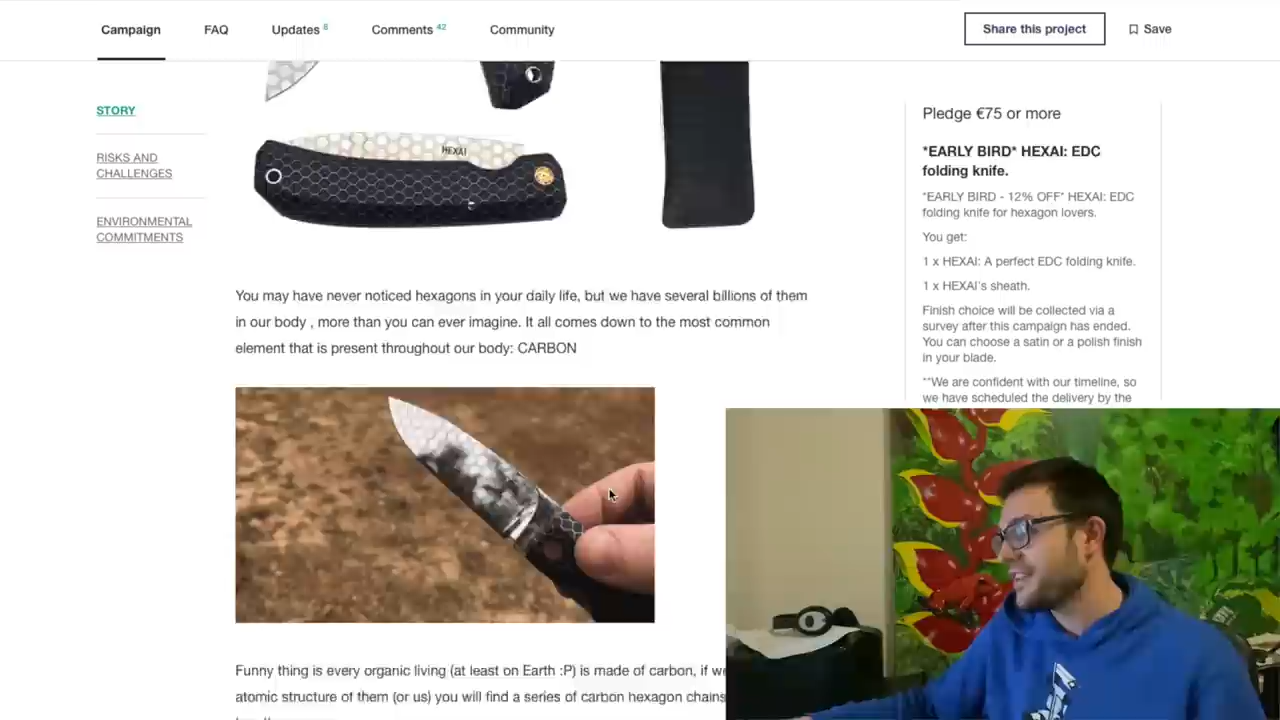 Campaign
FAQ
Updates 8
Comments 42
Community
Share this project
Save
STORY
RISKS AND
CHALLENGES
ENVIRONMENTAL
COMMITMENTS
HEXAI
You may have never noticed hexagons in your daily life, but we have several billions of them
in our body , more than you can ever imagine. It all comes down to the most common
element that is present throughout our body: CARBON
Funny thing is every organic living (at least on Earth :P) is made of carbon, if we
atomic structure of them (or us) you will find a series of carbon hexagon chains
Pledge €75 or more
*EARLY BIRD* HEXAI: EDC
folding knife.
*EARLY BIRD - 12% OFF* HEXAI: EDC
folding knife for hexagon lovers.
You get:
1 x HEXAI: A perfect EDC folding knife.
1 x HEXAI's sheath.
Finish choice will be collected via a
survey after this campaign has ended.
You can choose a satin or a polish finish
in your blade.
**We are confident with our timeline, so
we have scheduled the delivery by the